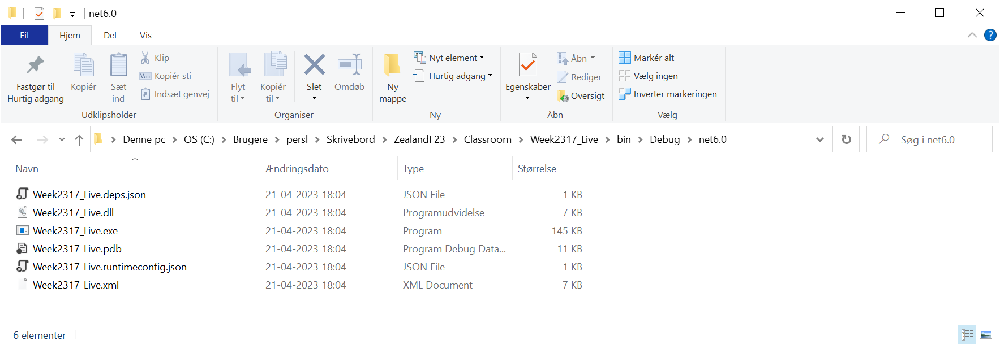 net6.0
Fil Hjem Del Vis
?
Fastgør til Hurtig adgang
Kopiér
Sæt ind
Klip
Kopiér sti
Indsæt genvej
Udklipsholder
Flyt til
Kopiér til
Slet
Omdøb
Organiser
Ny mappe
Nyt element
Hurtig adgang
Ny
Egenskaber
Åbn
Rediger
Oversigt
Åbn
Markér alt
Vælg ingen
Inverter markeringen
Vælg
Denne pc > OS (C:) > Brugere > persl > Skrivebord > ZealandF23 > Classroom > Week2317_Live > bin > Debug > net6.0
Søg i net6.0
Navn Ændringsdato Type Størrelse
Week2317_Live.deps.json 21-04-2023 18:04 JSON File 1 KB
Week2317_Live.dll 21-04-2023 18:04 Programudvidelse 7 KB
Week2317_Live.exe 21-04-2023 18:04 Program 145 KB
Week2317_Live.pdb 21-04-2023 18:04 Program Debug Data... 11 KB
Week2317_Live.runtimeconfig.json 21-04-2023 18:04 JSON File 1 KB
Week2317_Live.xml 21-04-2023 18:04 XML Document 7 KB
6 elementer